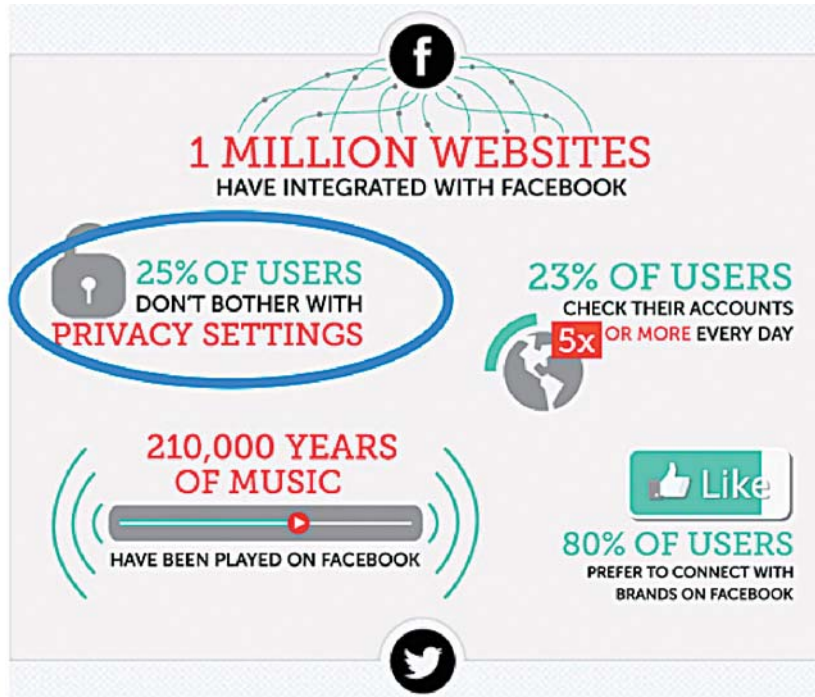 f
1 MILLION WEBSITES
HAVE INTEGRATED WITH FACEBOOK
25% OF USERS
DON'T BOTHER WITH
PRIVACY SETTINGS
23% OF USERS
CHECK THEIR ACCOUNTS
5x OR MORE EVERY DAY
210,000 YEARS
OF MUSIC
HAVE BEEN PLAYED ON FACEBOOK
Like
80% OF USERS
PREFER TO CONNECT WITH
BRANDS ON FACEBOOK